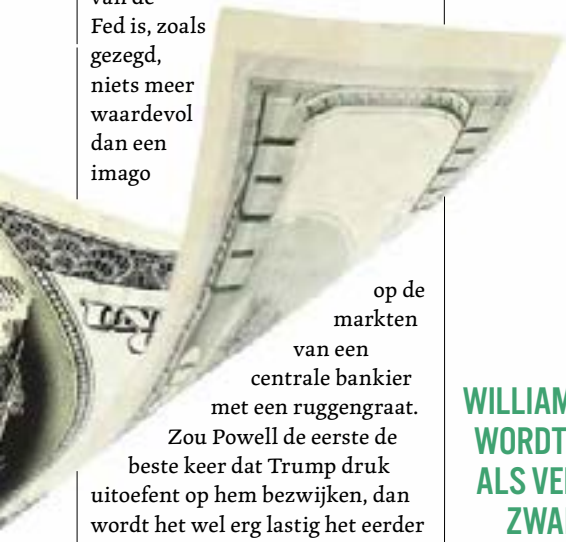 van de
Fed is, zoals
gezegd,
niets meer
waardevol
dan een
imago
op de
markten
van een
centrale bankier
met een ruggengraat.
Zou Powell de eerste de
beste keer dat Trump druk
uitoefent op hem bezwijken, dan
wordt het wel erg lastig het eerder
WILLIAM
WORDT
ALS